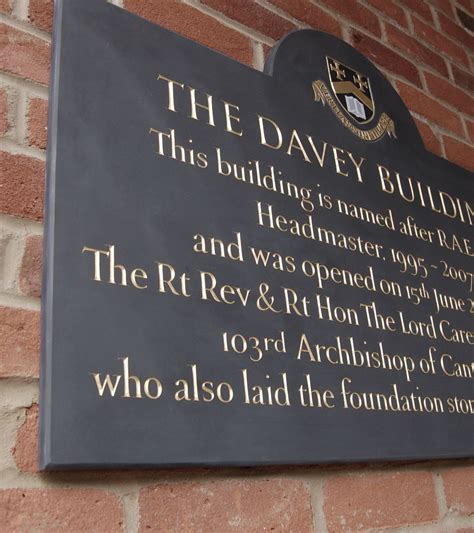 THE DAVEY BUILDIN
This building is named after RAE
Headmaster, 1995 - 2007
and was opened on 15th June 2
The Rt Rev & Rt Hon The Lord Care
103rd Archbishop of Can
who also laid the foundation sto